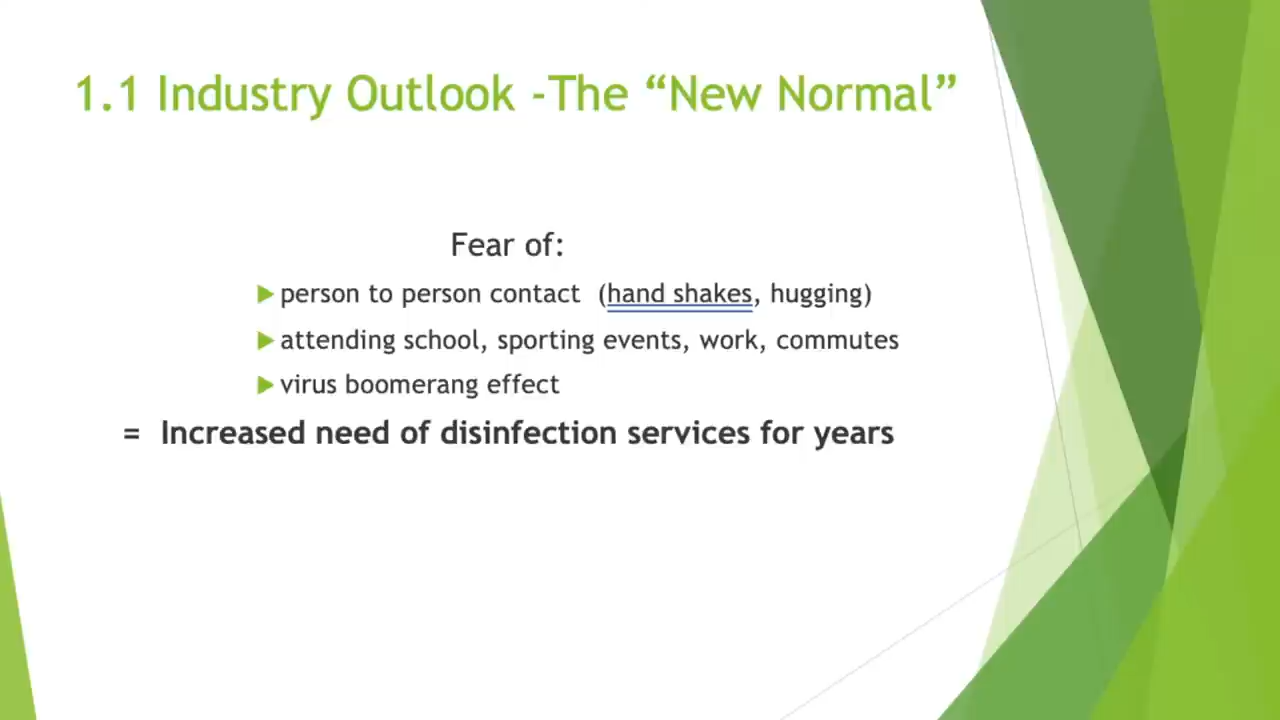 1.1 Industry Outlook -The “New Normal”
Fear of:
person to person contact (hand shakes, hugging)
attending school, sporting events, work, commutes
virus boomerang effect
= Increased need of disinfection services for years